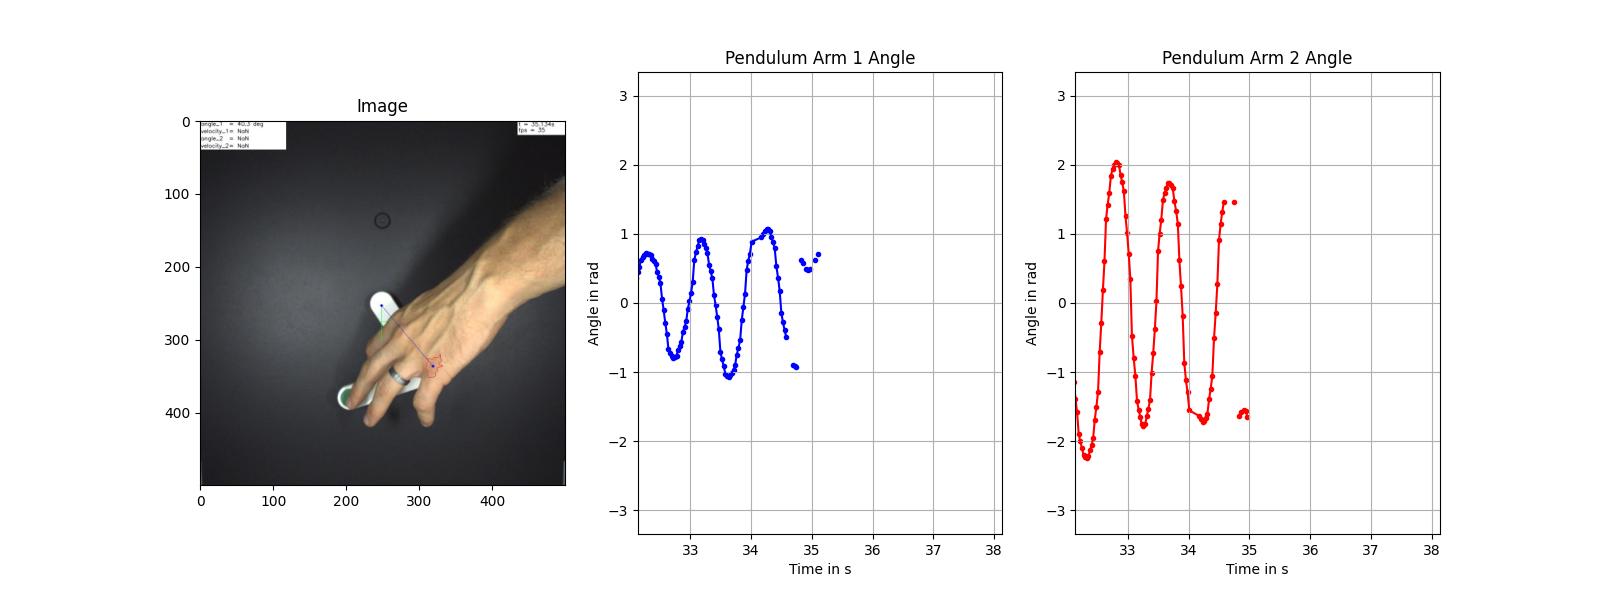 Image
0
100
200
300
400
0
100
200
300
400
angle_1 = 40.3 deg
velocity_1= NaN
angle_2 = NaN
velocity_2= NaN
t = 35.134s
fps = 35
Pendulum Arm 1 Angle
Angle in rad
3
2
1
0
−1
−2
−3
33
34
35
36
37
38
Time in s
Pendulum Arm 2 Angle
Angle in rad
3
2
1
0
−1
−2
−3
33
34
35
36
37
38
Time in s